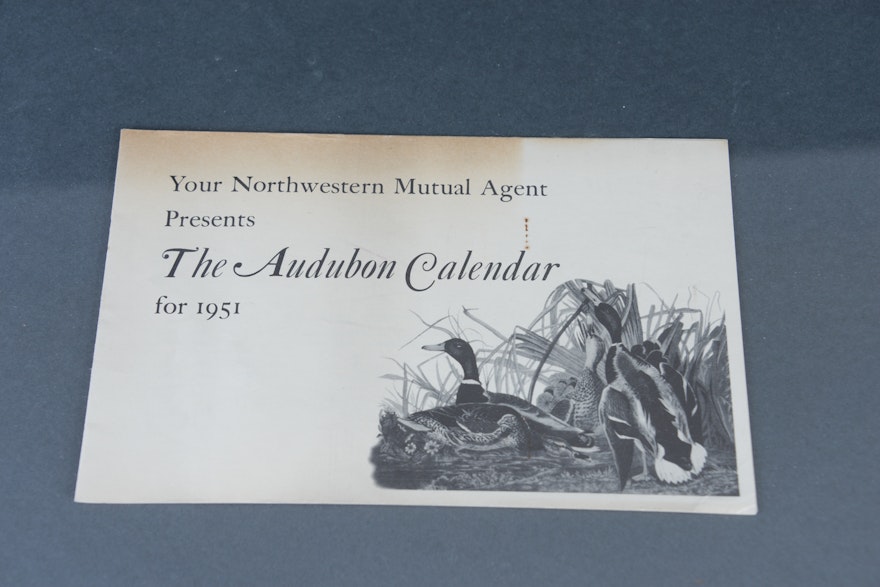 Your Northwestern Mutual Agent
Presents
The Audubon Calendar
for 1951